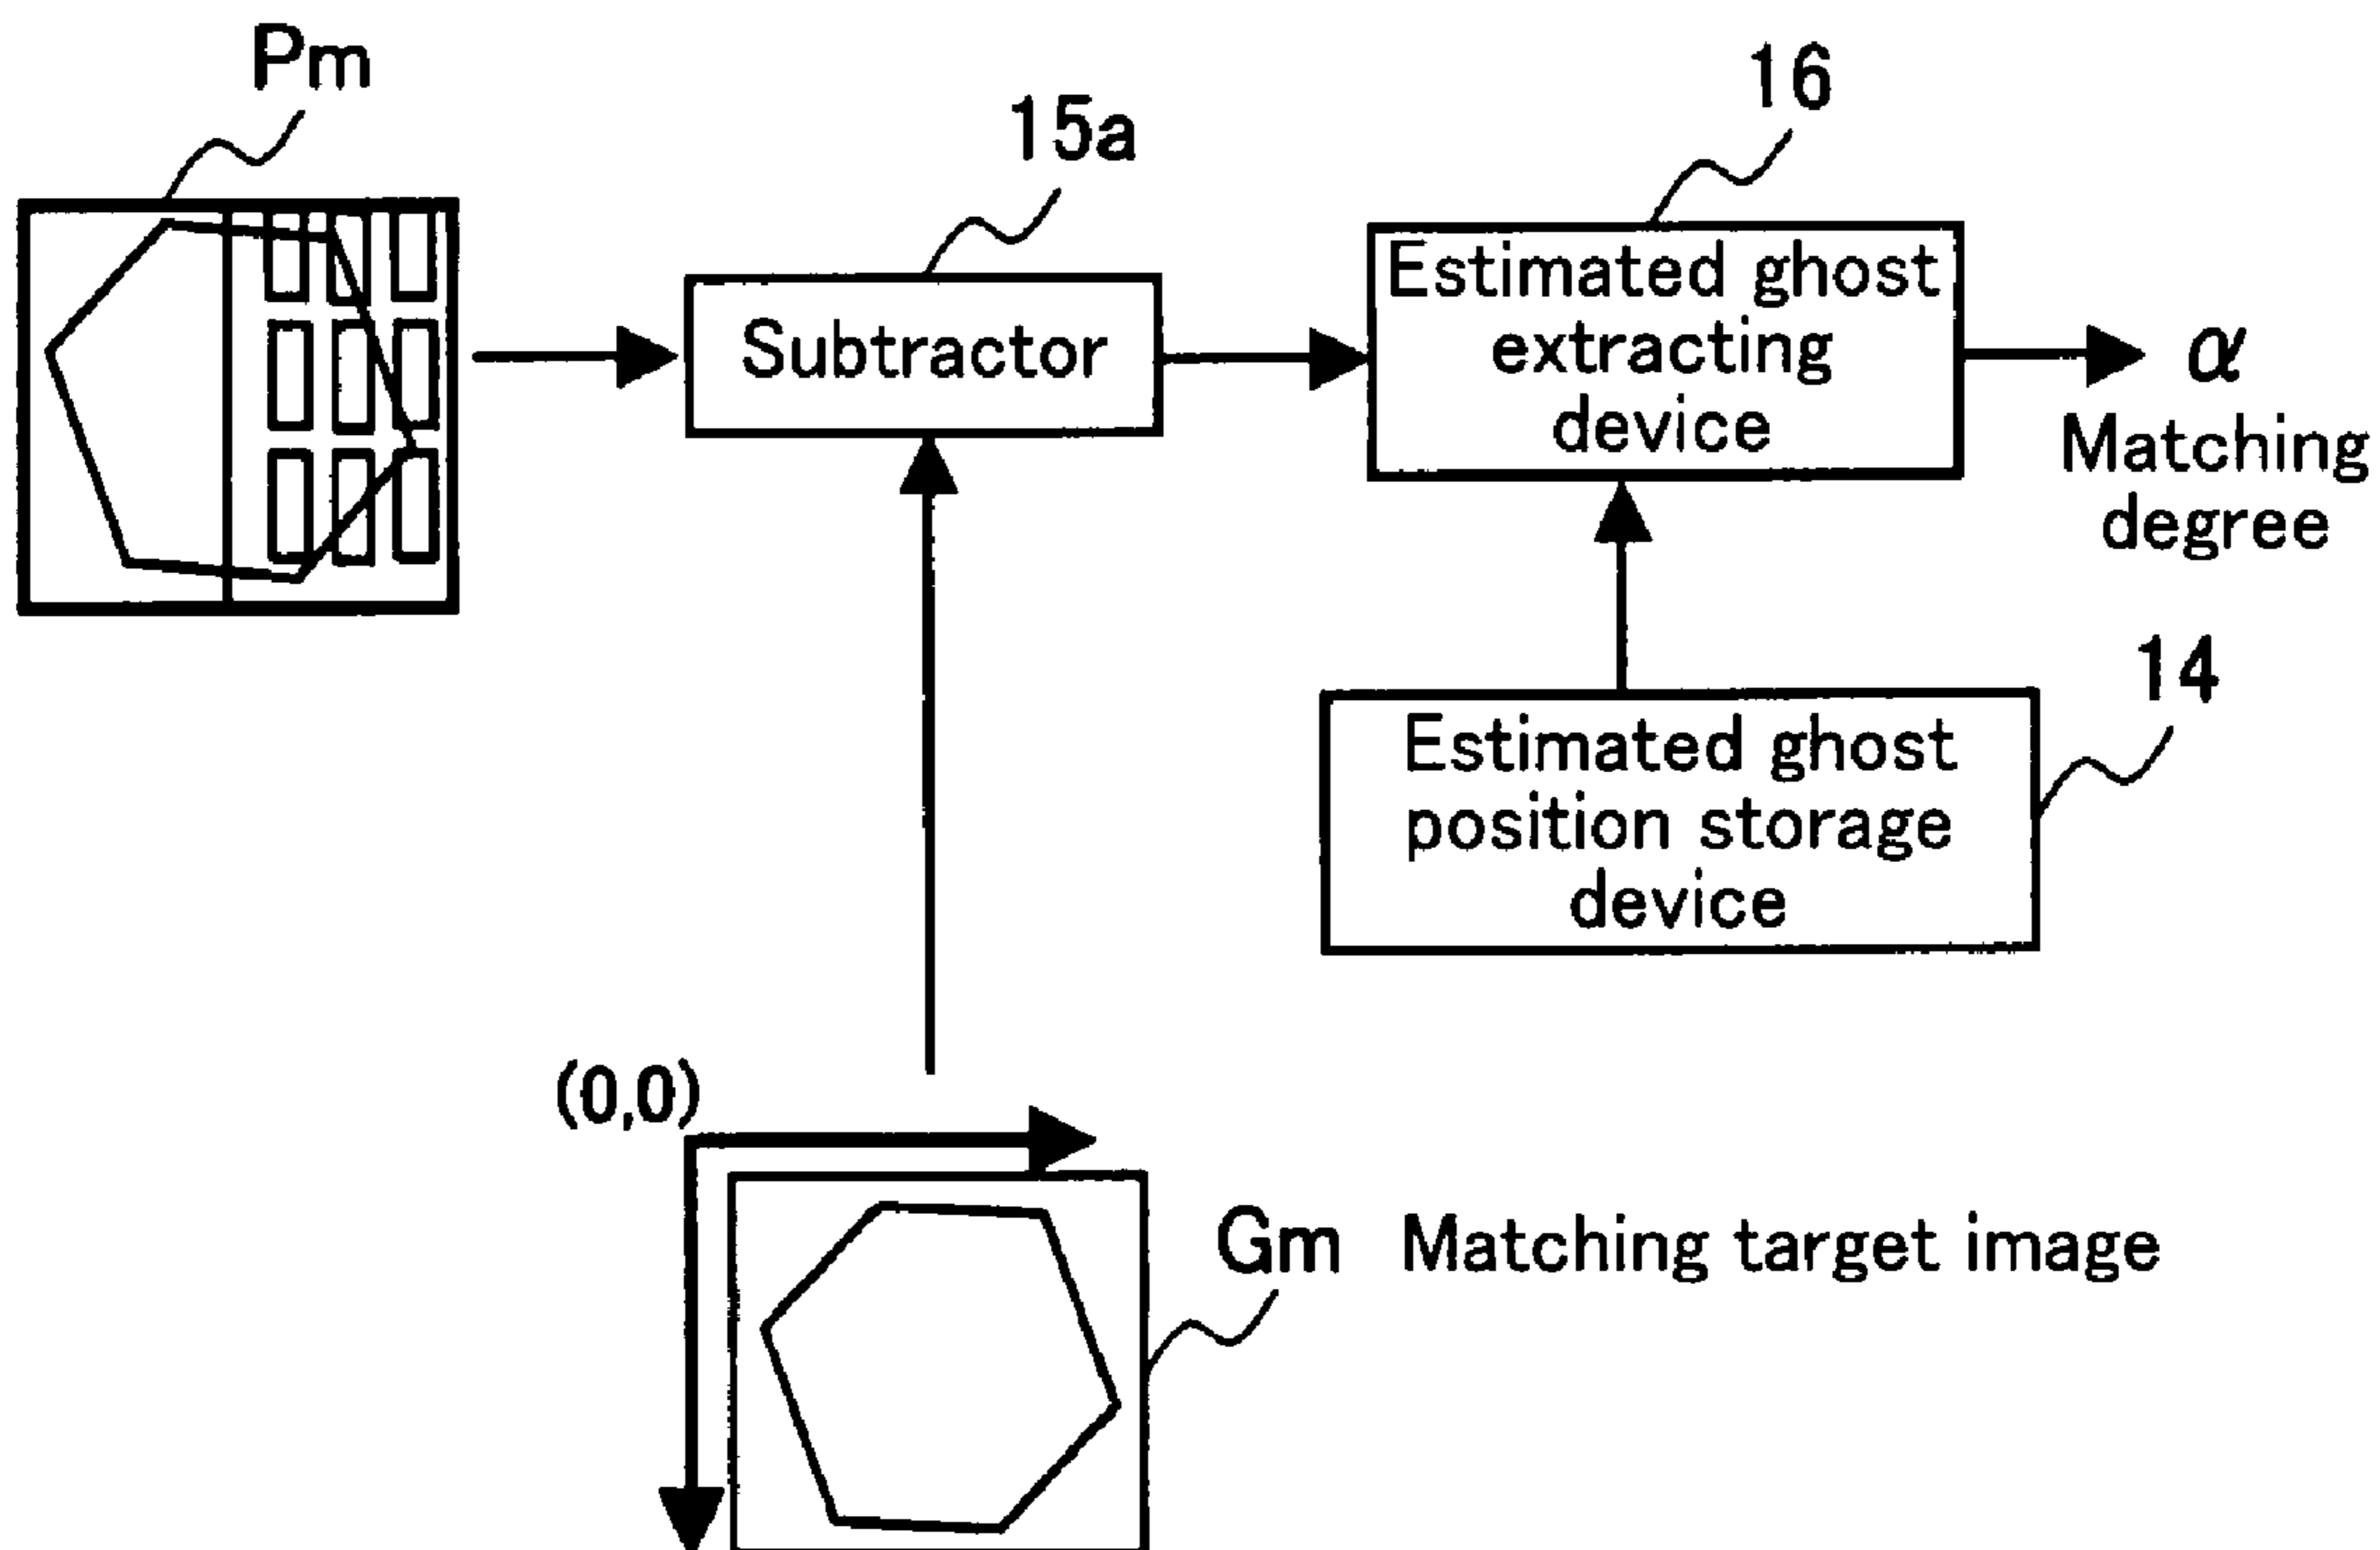 Pm
15a
16
Subtractor
Estimated ghost
extracting
device
α
Matching
degree
14
Estimated ghost
position storage
device
(0,0)
Gm Matching target image